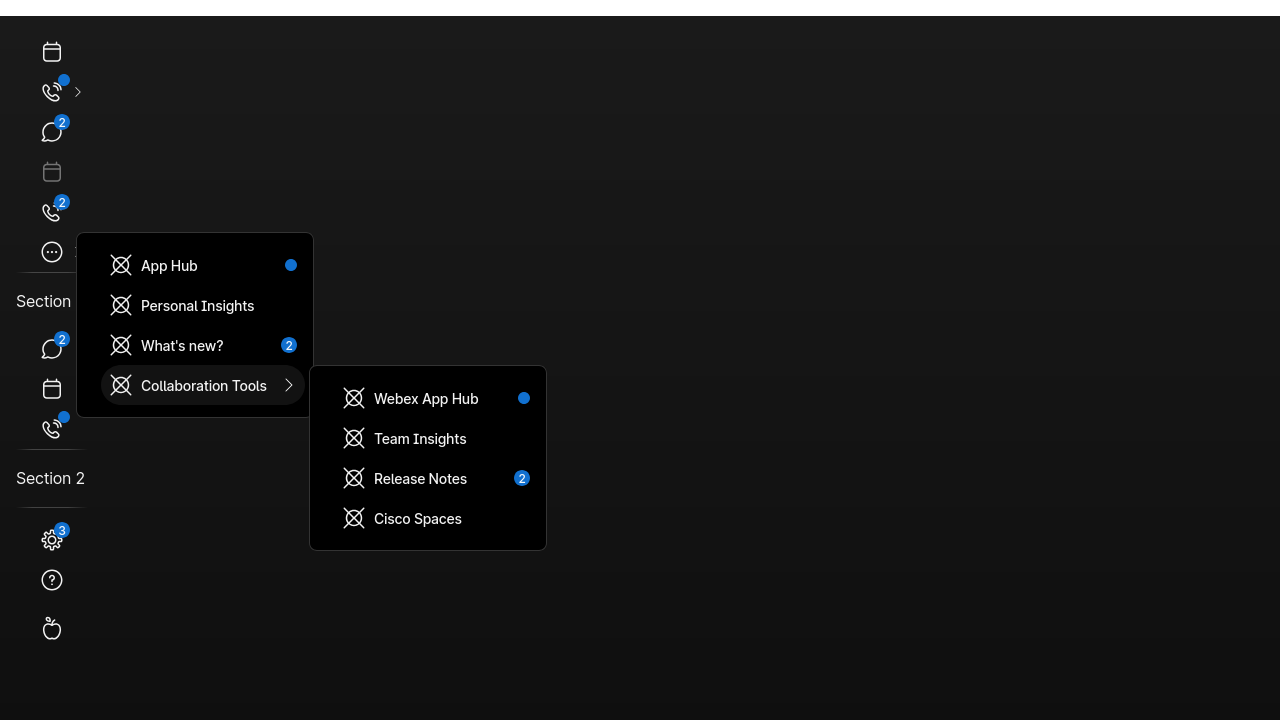 2
2
App Hub
Personal Insights
Section
2
What's new?
2
Collaboration Tools
Webex App Hub
Team Insights
Section 2
Release Notes
2
Cisco Spaces
3